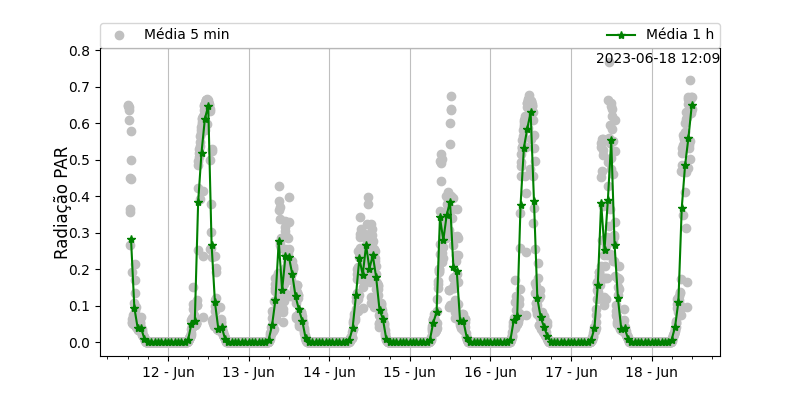 Média 5 min
Média 1 h
2023-06-18 12:09
Radiação PAR
0.8
0.7
0.6
0.5
0.4
0.3
0.2
0.1
0.0
12 - Jun
13 - Jun
14 - Jun
15 - Jun
16 - Jun
17 - Jun
18 - Jun